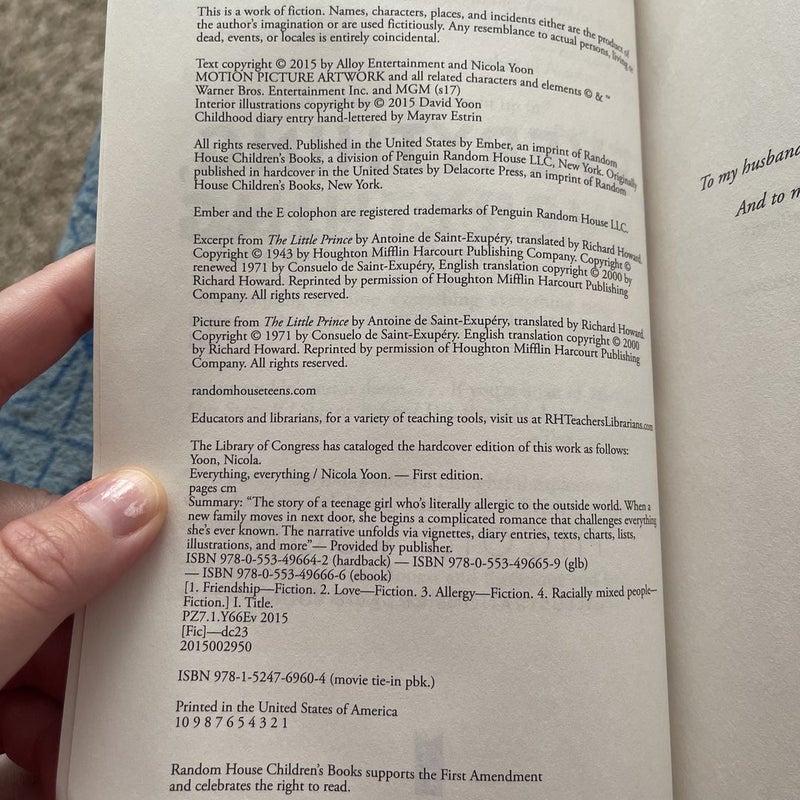 This is a work of fiction. Names, characters, places, and incidents either are the product of
the author's imagination or are used fictitiously. Any resemblance to actual persons, living or
dead, events, or locales is entirely coincidental.
Text copyright © 2015 by Alloy Entertainment and Nicola Yoon
MOTION PICTURE ARTWORK and all related characters and elements © & ™
Warner Bros. Entertainment Inc. and MGM (s17)
Interior illustrations copyright by © 2015 David Yoon
Childhood diary entry hand-lettered by Mayrav Estrin
All rights reserved. Published in the United States by Ember, an imprint of Random
House Children's Books, a division of Penguin Random House LLC, New York. Originally
published in hardcover in the United States by Delacorte Press, an imprint of Random
House Children's Books, New York.
Ember and the E colophon are registered trademarks of Penguin Random House LLC.
Excerpt from The Little Prince by Antoine de Saint-Exupéry, translated by Richard Howard.
Copyright © 1943 by Houghton Mifflin Harcourt Publishing Company. Copyright ©
renewed 1971 by Consuelo de Saint-Exupéry, English translation copyright © 2000 by
Richard Howard. Reprinted by permission of Houghton Mifflin Harcourt Publishing
Company. All rights reserved.
Picture from The Little Prince by Antoine de Saint-Exupéry, translated by Richard Howard.
Copyright © 1971 by Consuelo de Saint-Exupéry. English translation copyright © 2000
by Richard Howard. Reprinted by permission of Houghton Mifflin Harcourt Publishing
Company. All rights reserved.
randomhouseteens.com
Educators and librarians, for a variety of teaching tools, visit us at RHTeachersLibrarians.com
The Library of Congress has cataloged the hardcover edition of this work as follows:
Yoon, Nicola.
Everything, everything / Nicola Yoon. — First edition.
pages cm
Summary: "The story of a teenage girl who's literally allergic to the outside world. When a
new family moves in next door, she begins a complicated romance that challenges everything
she's ever known. The narrative unfolds via vignettes, diary entries, texts, charts, lists,
illustrations, and more"— Provided by publisher.
ISBN 978-0-553-49664-2 (hardback) — ISBN 978-0-553-49665-9 (glb)
— ISBN 978-0-553-49666-6 (ebook)
[1. Friendship—Fiction. 2. Love—Fiction. 3. Allergy—Fiction. 4. Racially mixed people—
Fiction.] I. Title.
PZ7.1.Y66Ev 2015
[Fic]—dc23
2015002950
ISBN 978-1-5247-6960-4 (movie tie-in pbk.)
Printed in the United States of America
10 9 8 7 6 5 4 3 2 1
Random House Children's Books supports the First Amendment
and celebrates the right to read.
To my husband
And to m